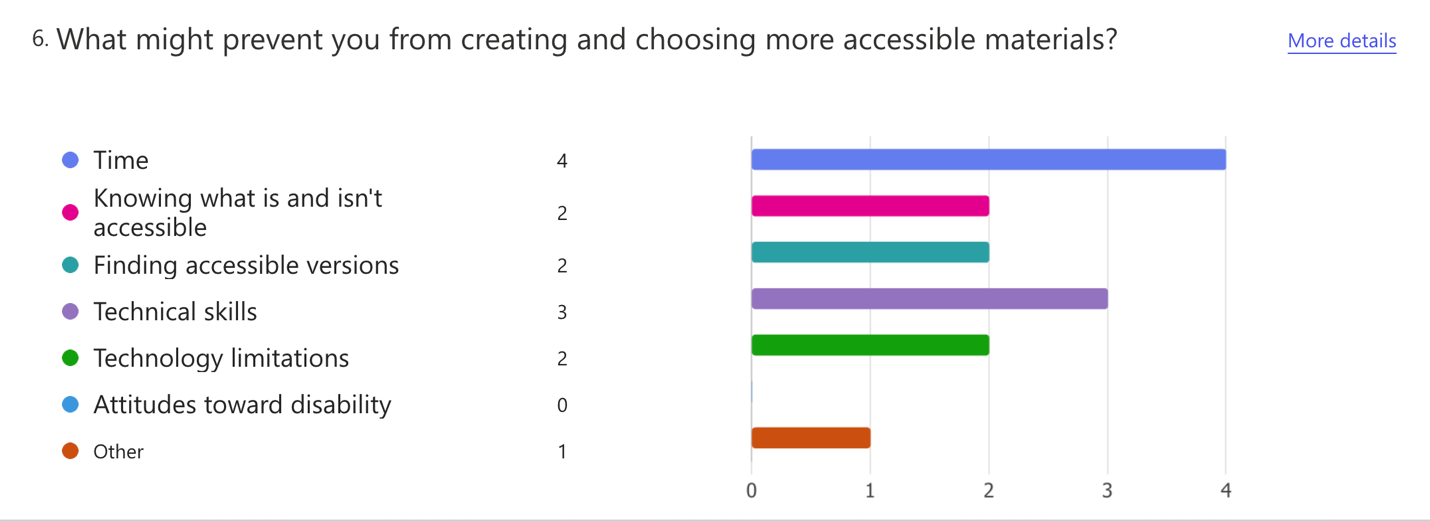 6. What might prevent you from creating and choosing more accessible materials?
More details
Time 4
Knowing what is and isn't
accessible 2
Finding accessible versions 2
Technical skills 3
Technology limitations 2
Attitudes toward disability 0
Other 1
0 1 2 3 4